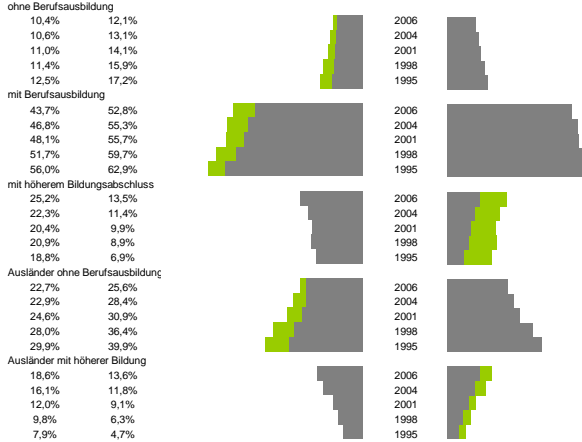 ohne Berufsausbildung
10,4% 12,1% 2006
10,6% 13,1% 2004
11,0% 14,1% 2001
11,4% 15,9% 1998
12,5% 17,2% 1995
mit Berufsausbildung
43,7% 52,8% 2006
46,8% 55,3% 2004
48,1% 55,7% 2001
51,7% 59,7% 1998
56,0% 62,9% 1995
mit höherem Bildungsabschluss
25,2% 13,5% 2006
22,3% 11,4% 2004
20,4% 9,9% 2001
20,9% 8,9% 1998
18,8% 6,9% 1995
Ausländer ohne Berufsausbildung
22,7% 25,6% 2006
22,9% 28,4% 2004
24,6% 30,9% 2001
28,0% 36,4% 1998
29,9% 39,9% 1995
Ausländer mit höherer Bildung
18,6% 13,6% 2006
16,1% 11,8% 2004
12,0% 9,1% 2001
9,8% 6,3% 1998
7,9% 4,7% 1995